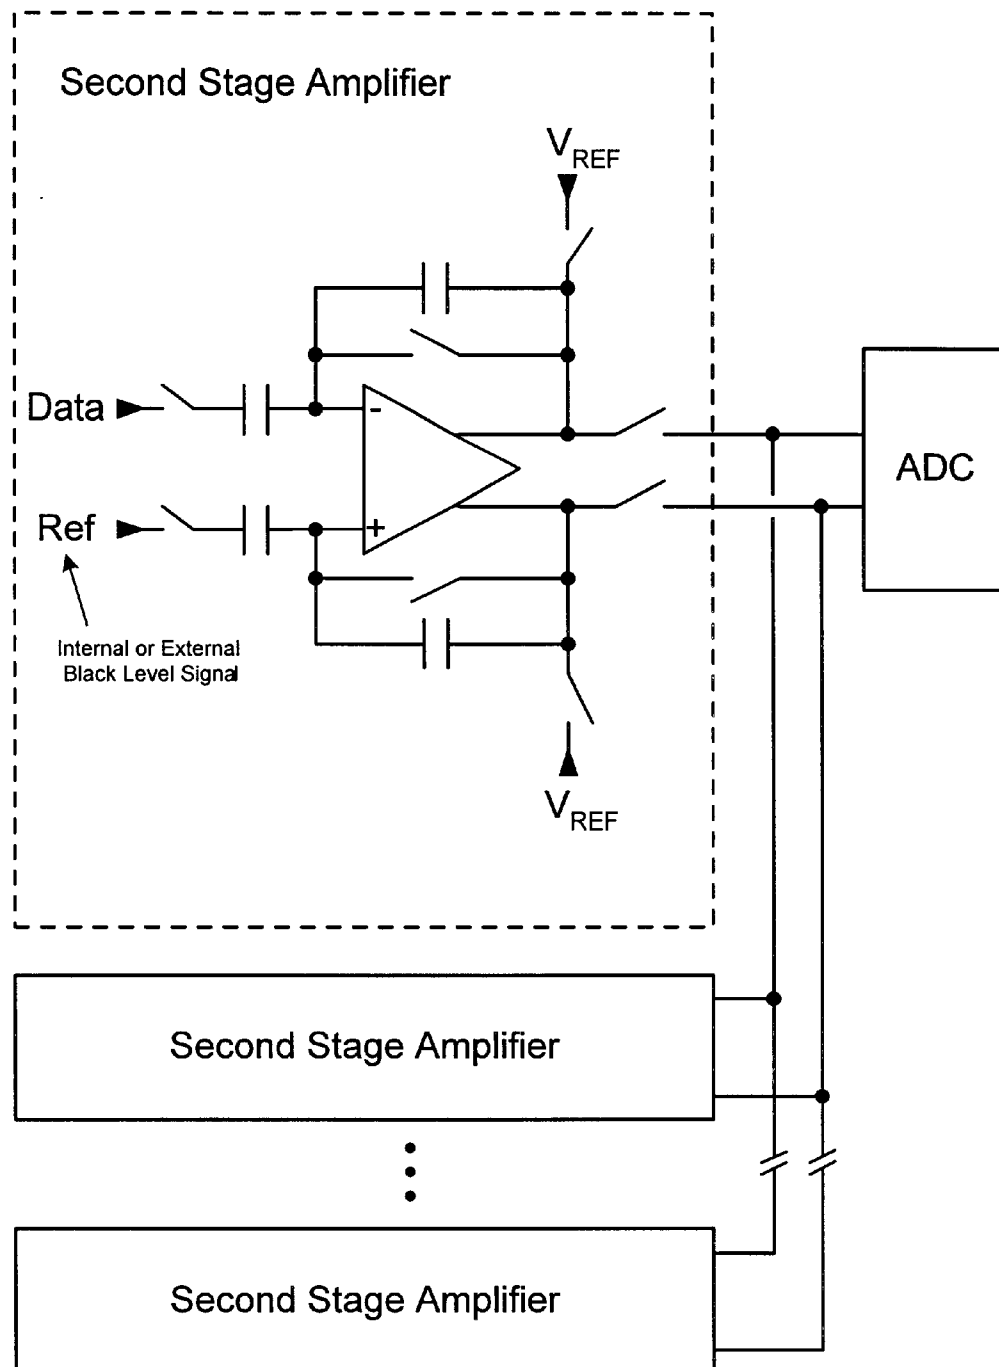 Second Stage Amplifier
VREF
Data
-
ADC
Ref
+
Internal or External
Black Level Signal
VREF
Second Stage Amplifier
Second Stage Amplifier